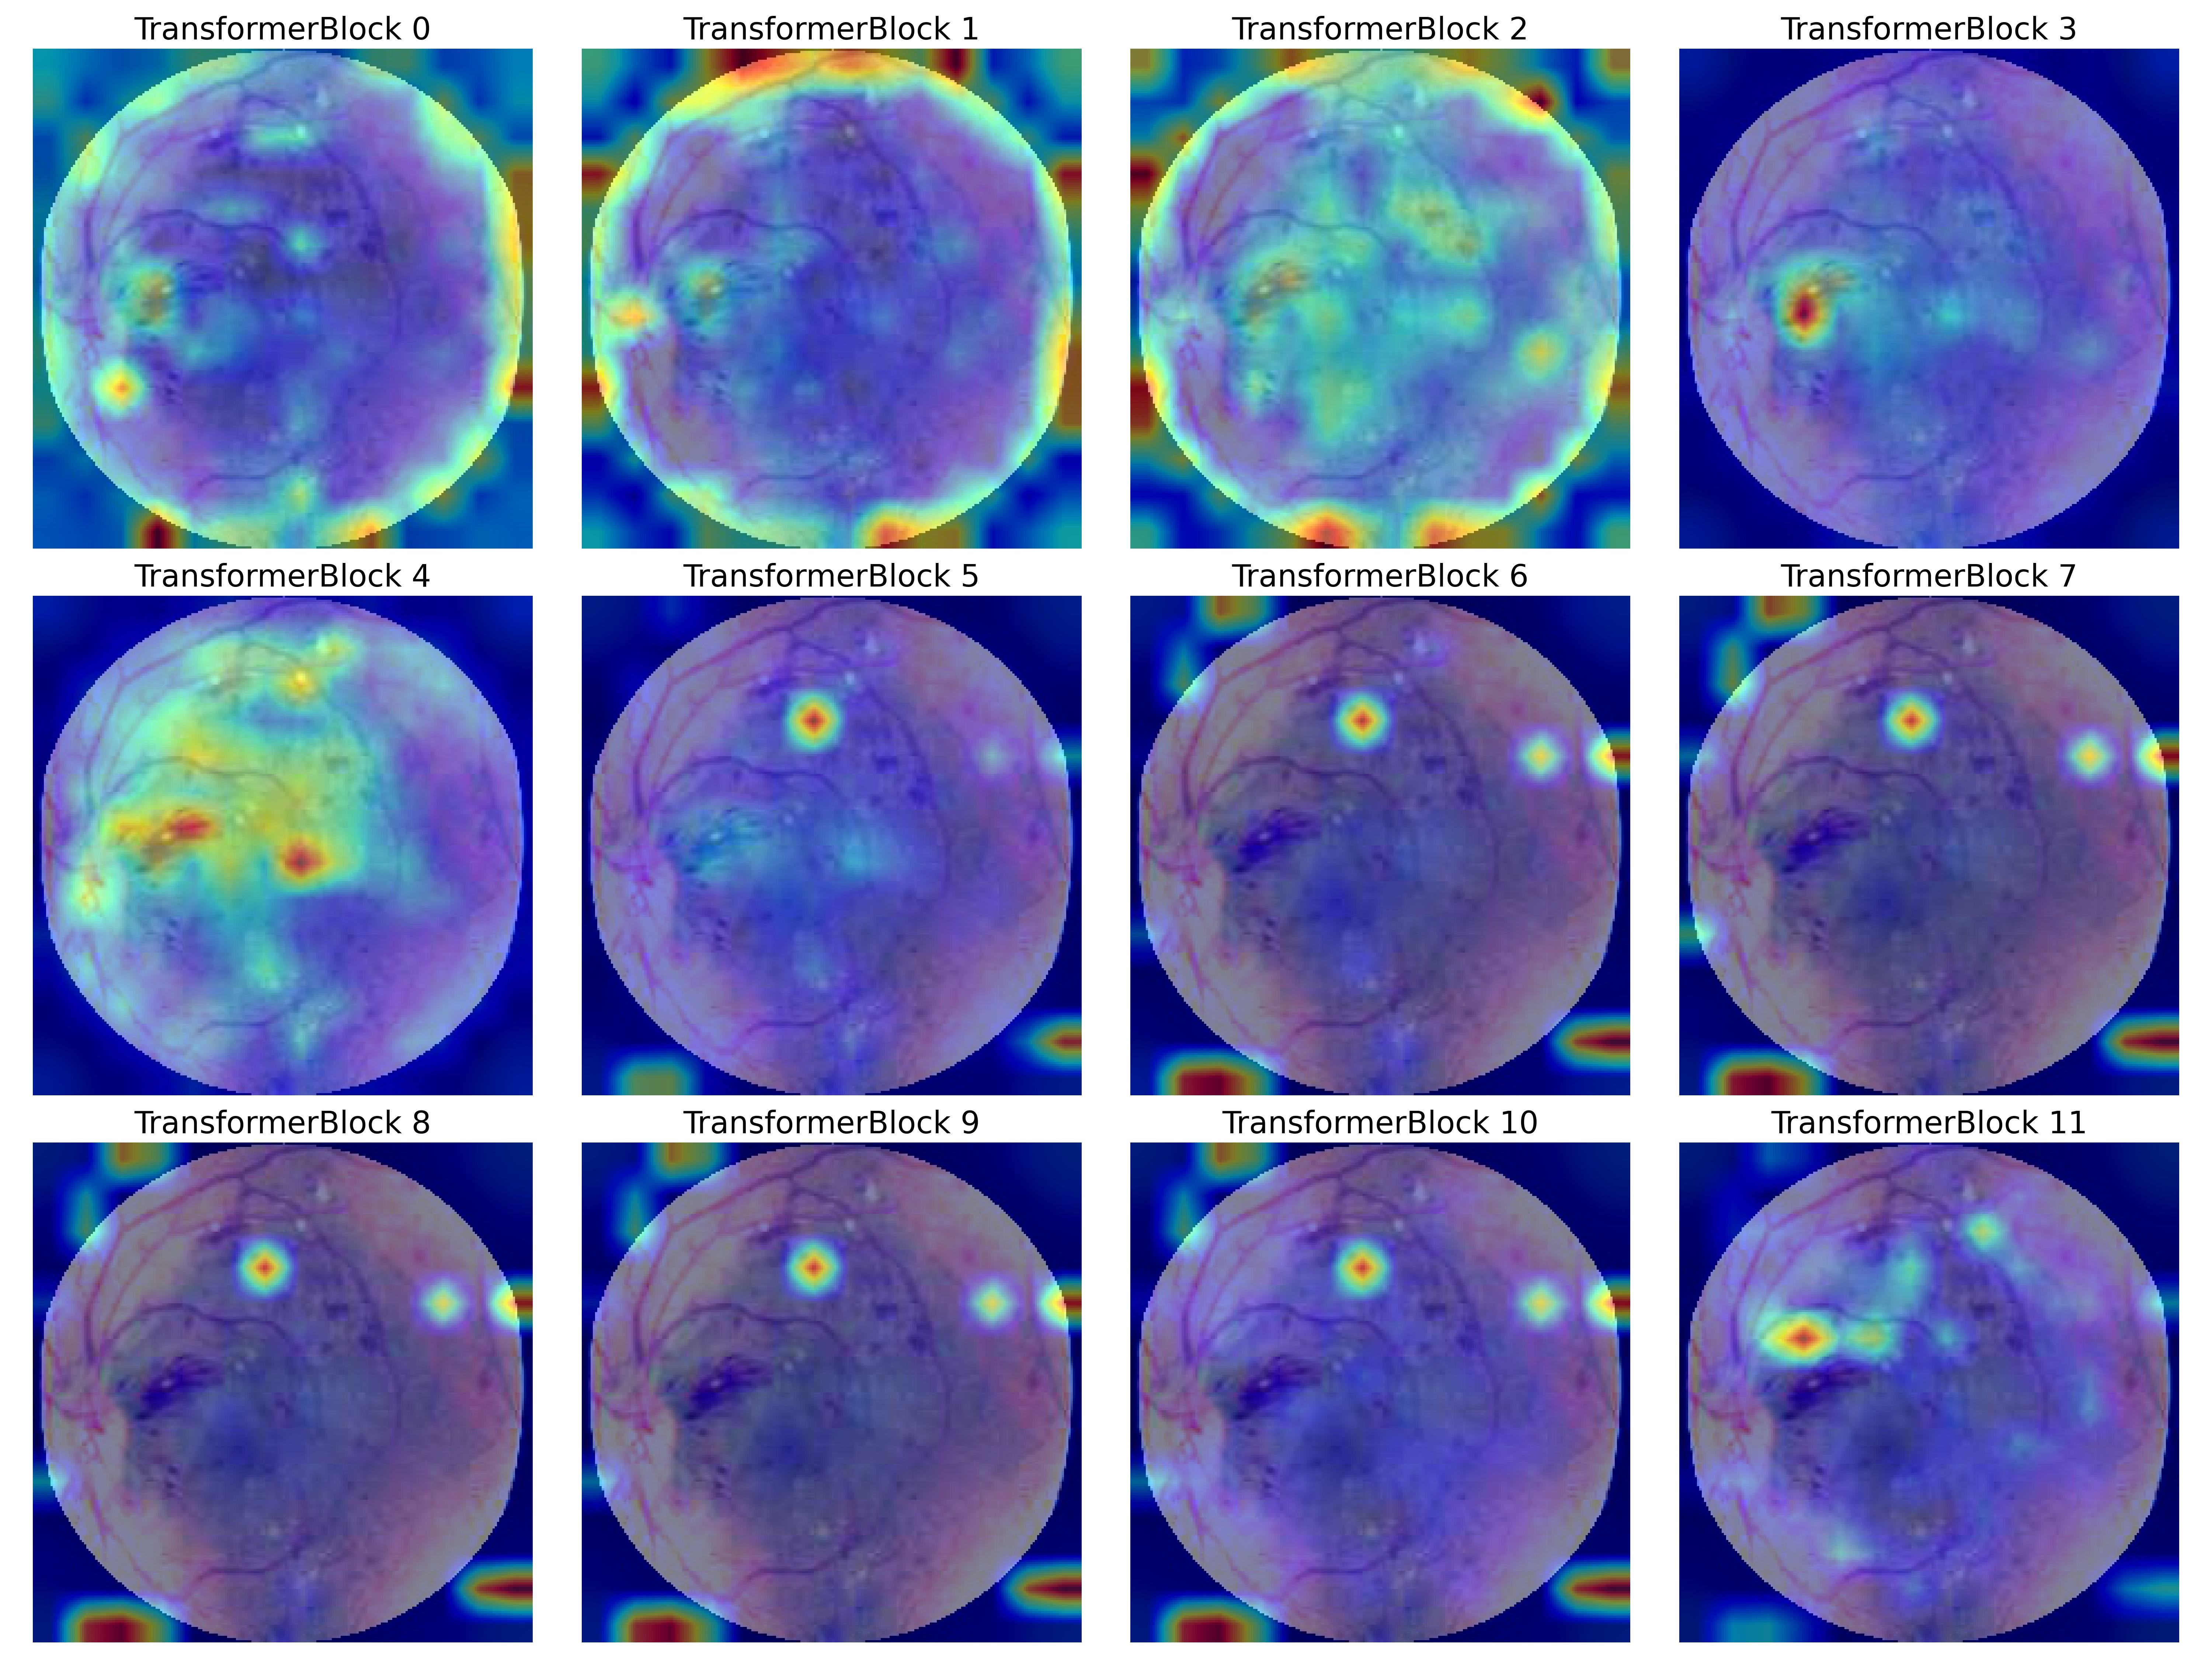 TransformerBlock 0
TransformerBlock 1
TransformerBlock 2
TransformerBlock 3
TransformerBlock 4
TransformerBlock 5
TransformerBlock 6
TransformerBlock 7
TransformerBlock 8
TransformerBlock 9
TransformerBlock 10
TransformerBlock 11